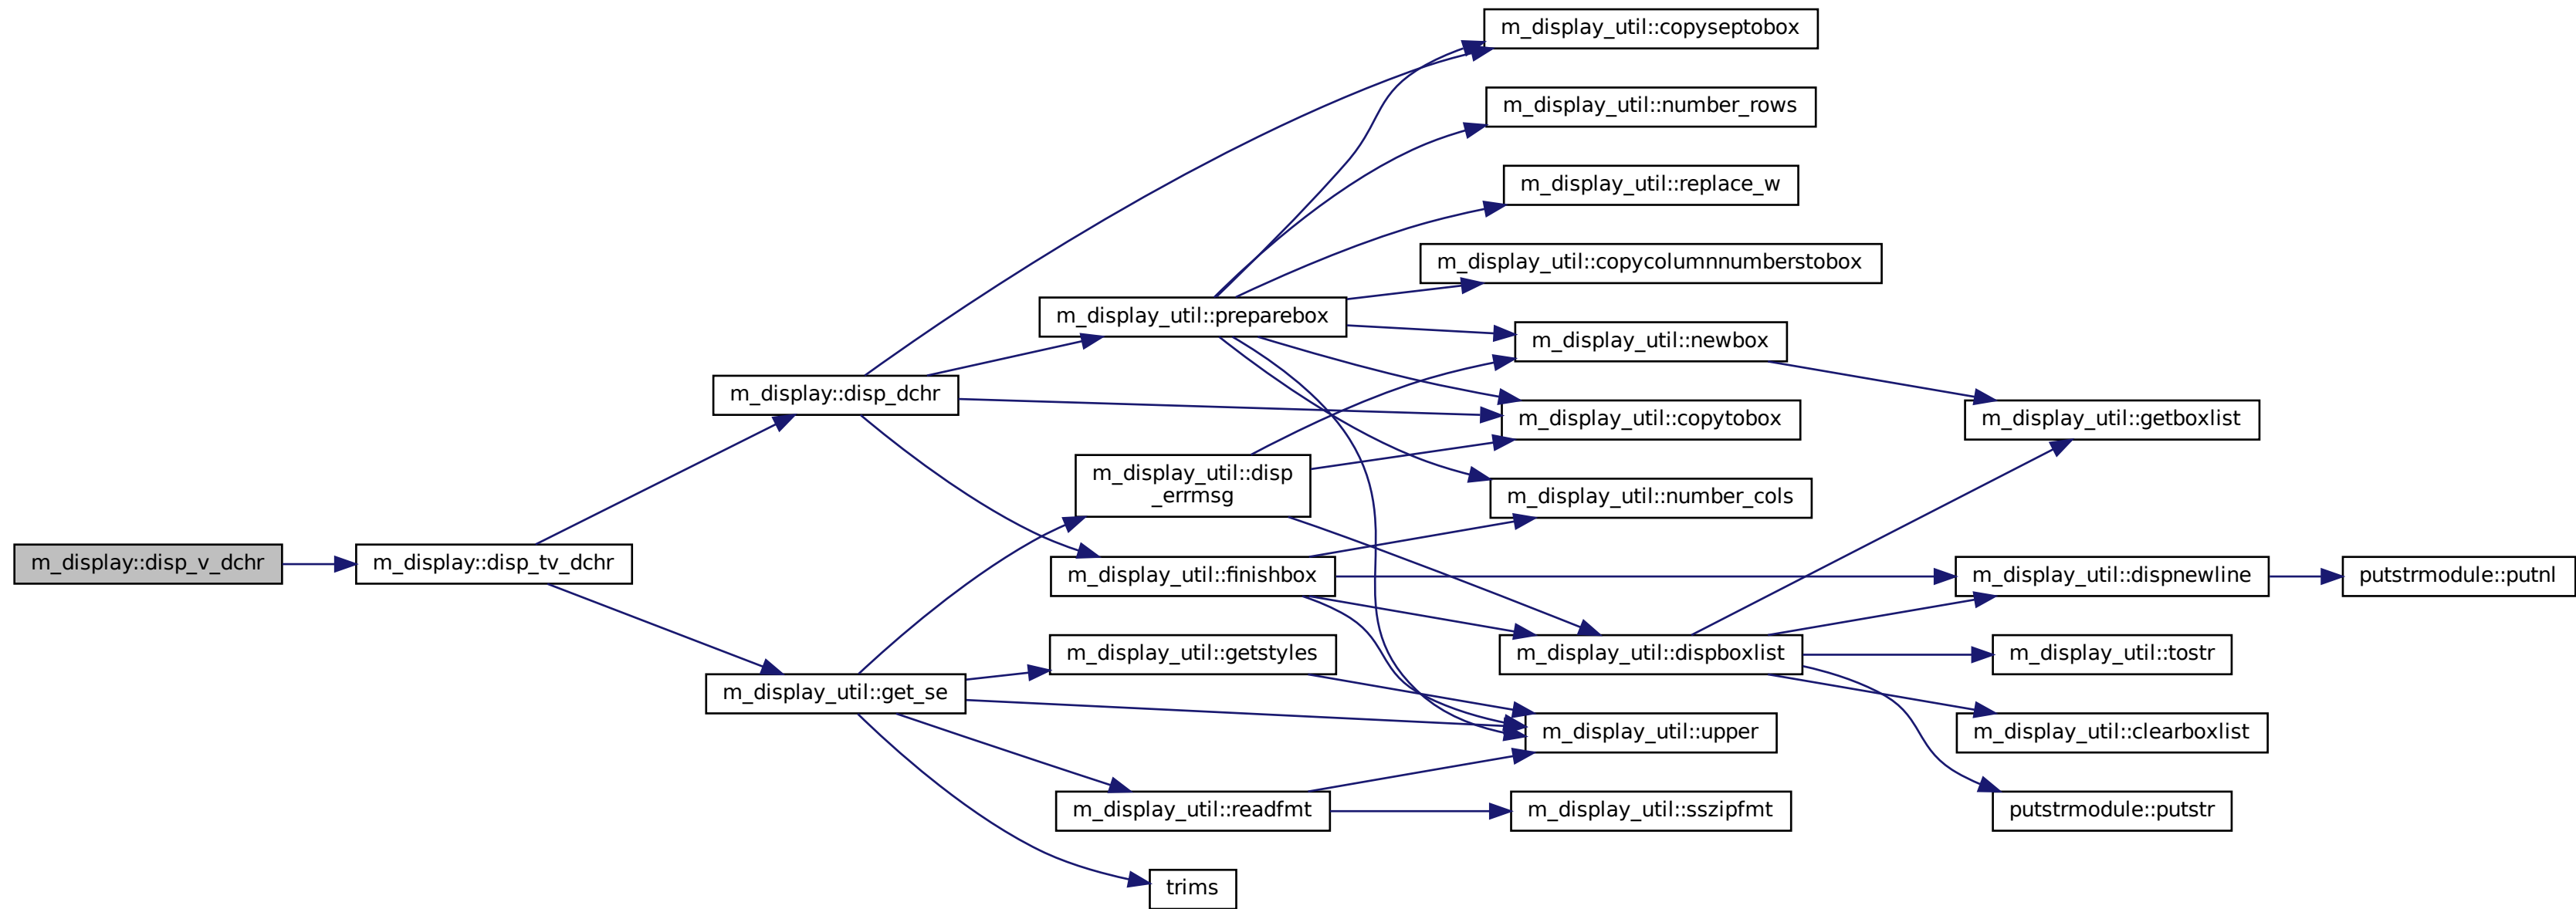 m_display_util::copyseptobox
m_display_util::number_rows
m_display_util::replace_w
m_display_util::copycolumnnumberstobox
m_display_util::preparebox
m_display_util::newbox
m_display::disp_dchr
m_display_util::copytobox
m_display_util::getboxlist
m_display_util::disp
_errmsg
m_display_util::number_cols
m_display::disp_v_dchr
m_display::disp_tv_dchr
m_display_util::finishbox
m_display_util::dispnewline
putstrmodule::putnl
m_display_util::getstyles
m_display_util::dispboxlist
m_display_util::tostr
m_display_util::get_se
m_display_util::upper
m_display_util::clearboxlist
m_display_util::readfmt
m_display_util::sszipfmt
putstrmodule::putstr
trims